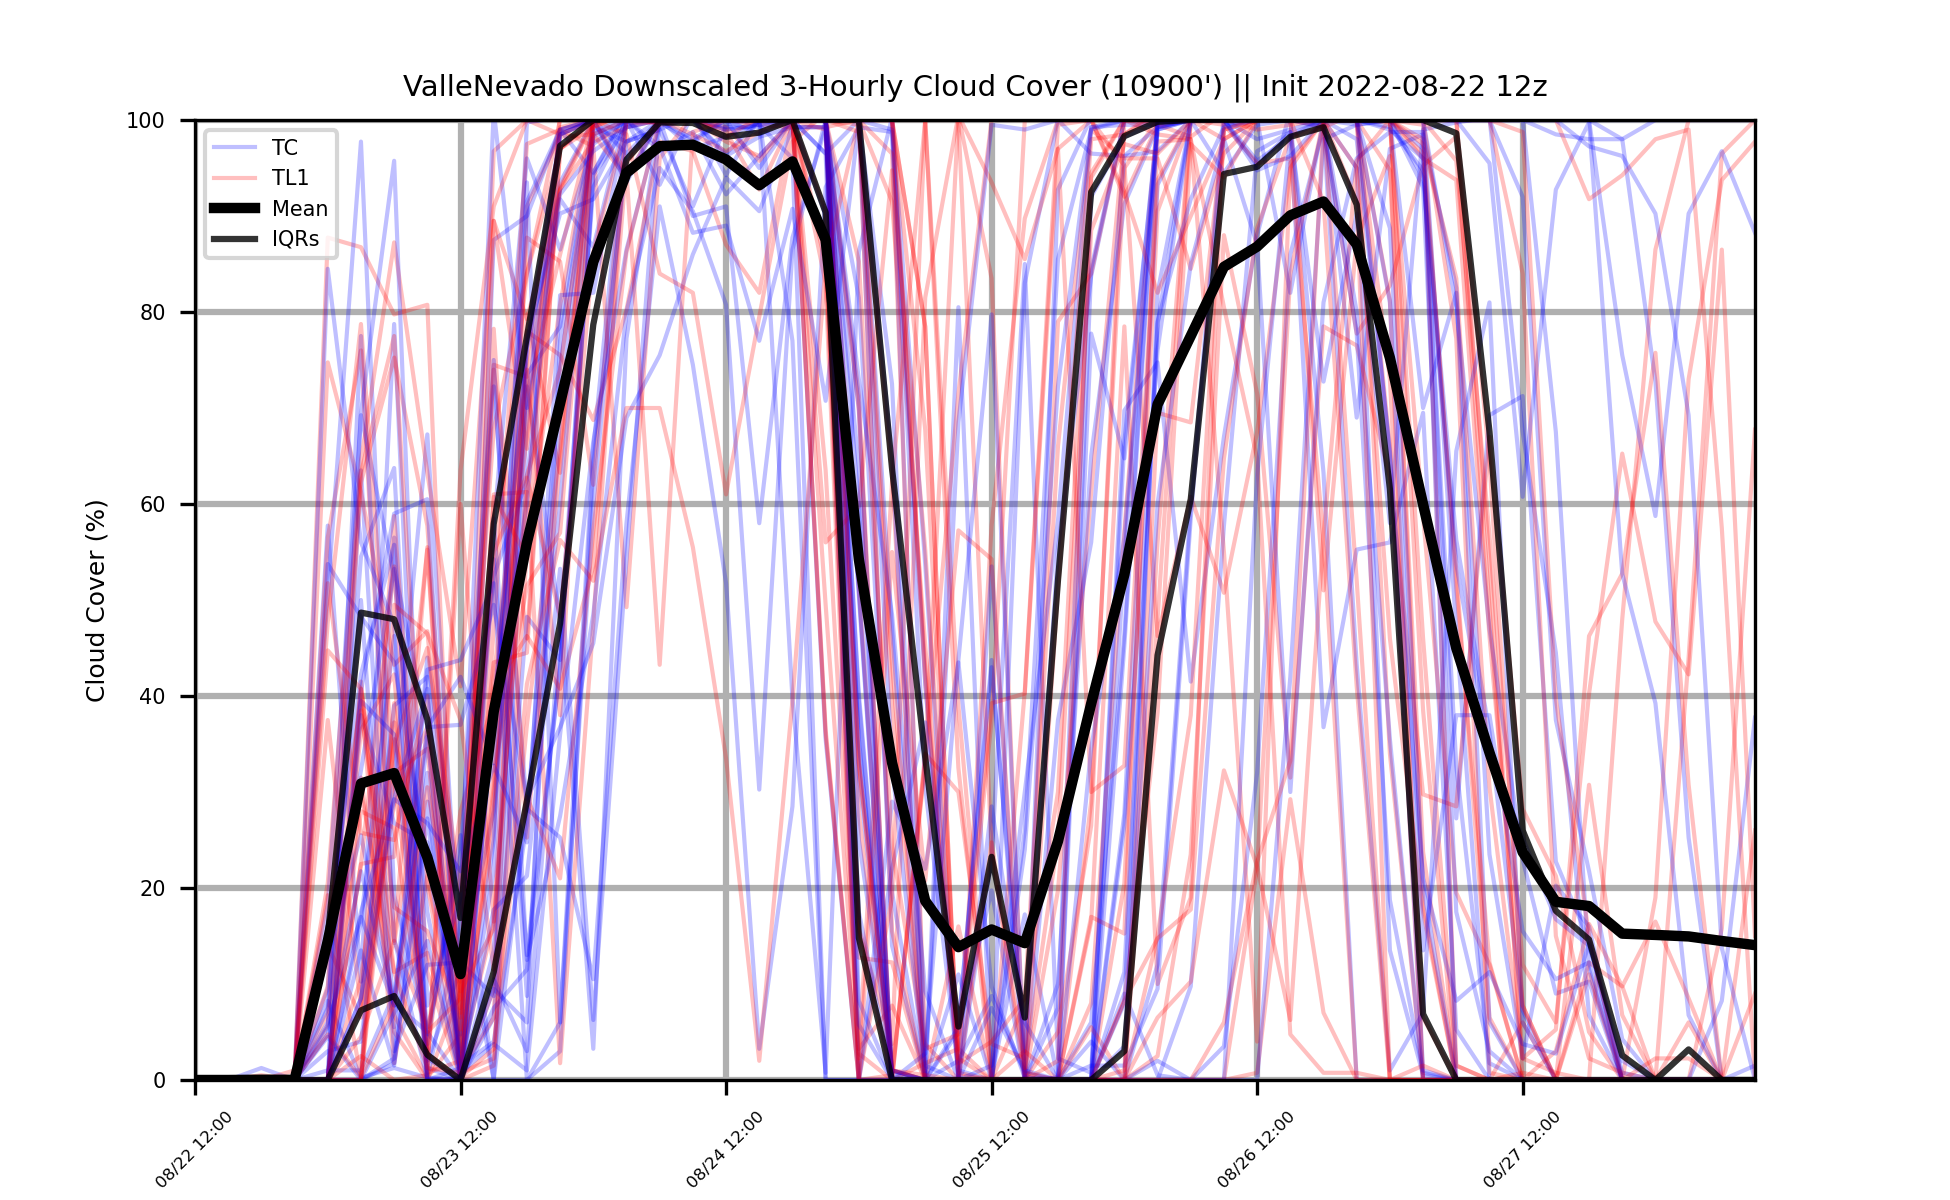 ValleNevado Downscaled 3-Hourly Cloud Cover (10900') || Init 2022-08-22 12z
TC
TL1
Mean
IQRs
Cloud Cover (%)
100
80
60
40
20
0
08/22 12:00
08/23 12:00
08/24 12:00
08/25 12:00
08/26 12:00
08/27 12:00